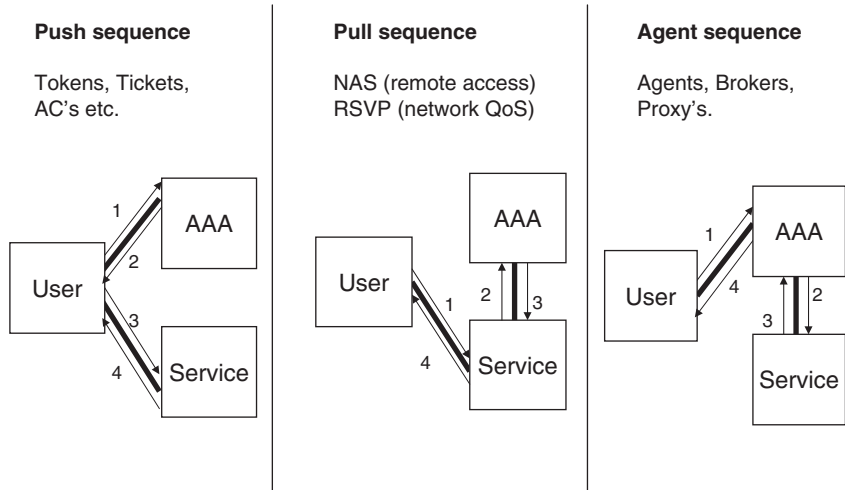 Push sequence
Tokens, Tickets,
AC's etc.
1
AAA
2
User
3
4
Service
Pull sequence
NAS (remote access)
RSVP (network QoS)
AAA
User
1
2
3
4
Service
Agent sequence
Agents, Brokers,
Proxy's.
1
AAA
User
4
3
2
Service